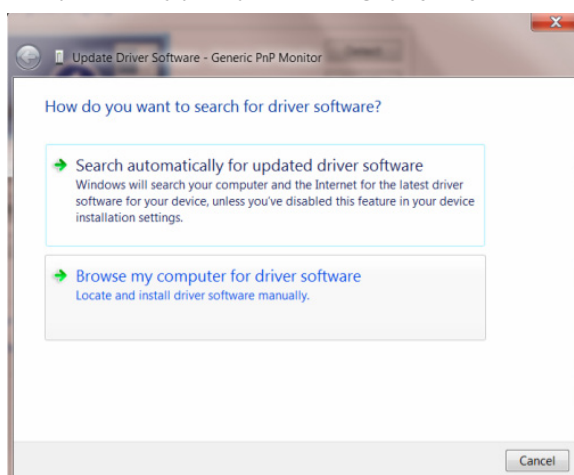 Update Driver Software - Generic PnP Monitor
How do you want to search for driver software?
Search automatically for updated driver software
Windows will search your computer and the Internet for the latest driver
software for your device, unless you've disabled this feature in your device
installation settings.
Browse my computer for driver software
Locate and install driver software manually.
Cancel